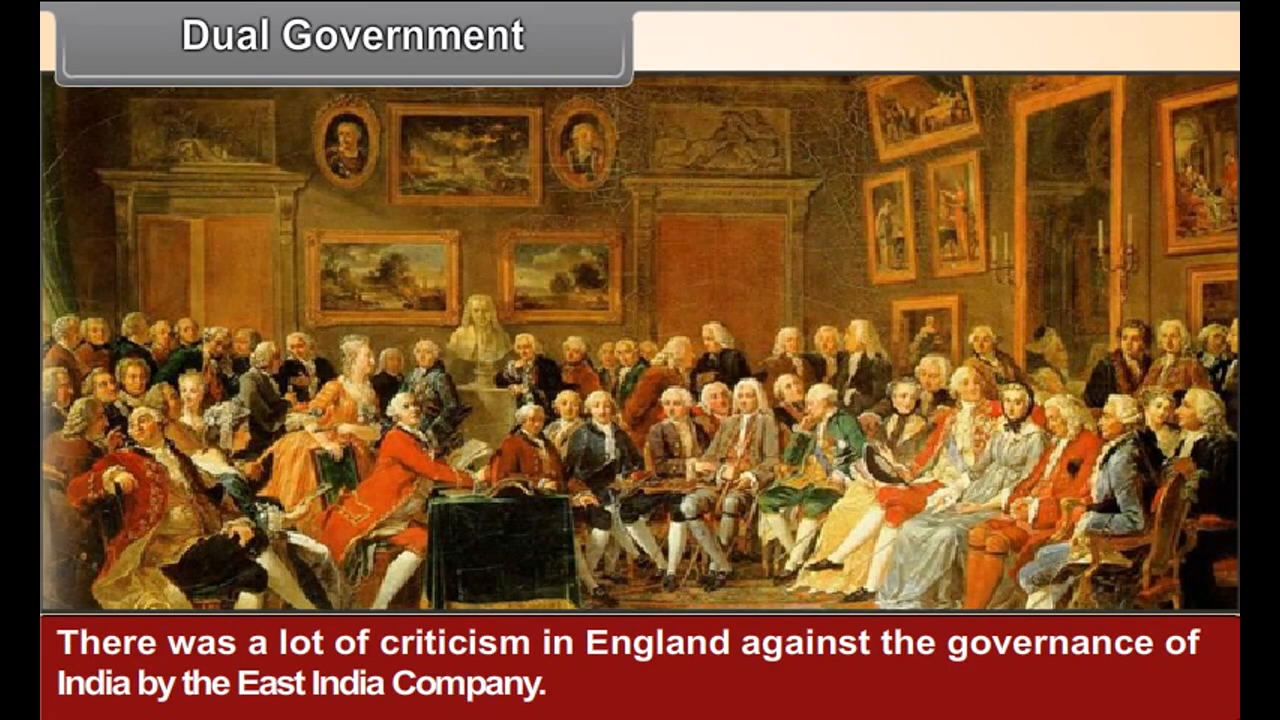 Dual Government
There was a lot of criticism in England against the governance of
India by the East India Company.